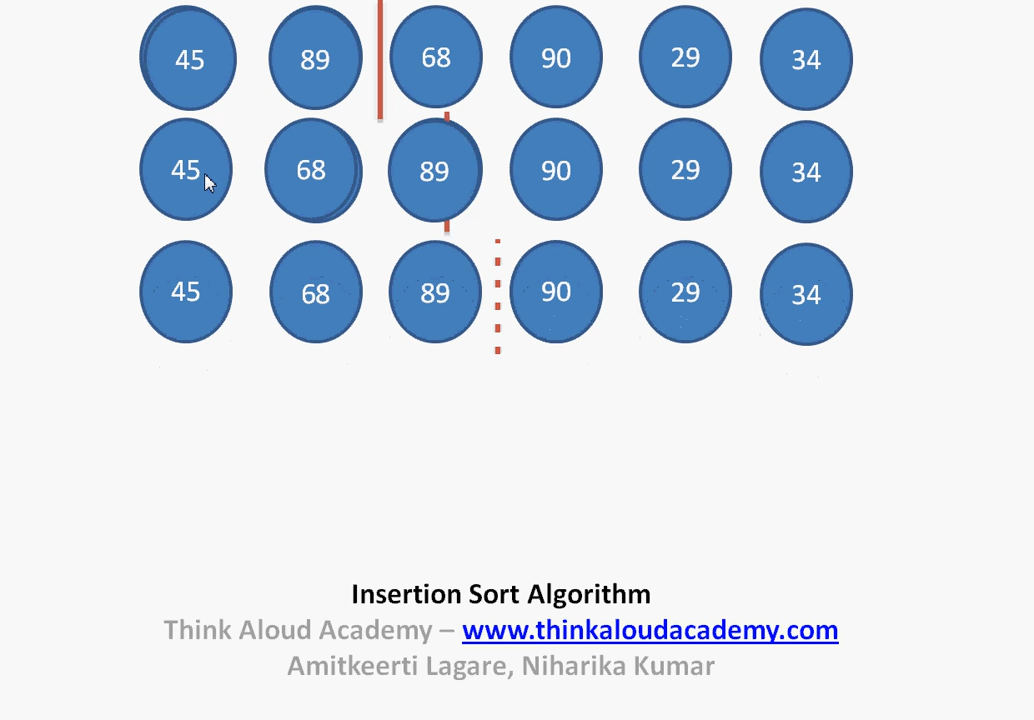 45 89 68 90 29 34
45 68 89 90 29 34
45 68 89 90 29 34
Insertion Sort Algorithm
Think Aloud Academy – www.thinkaloudacademy.com
Amitkeerti Lagare, Niharika Kumar